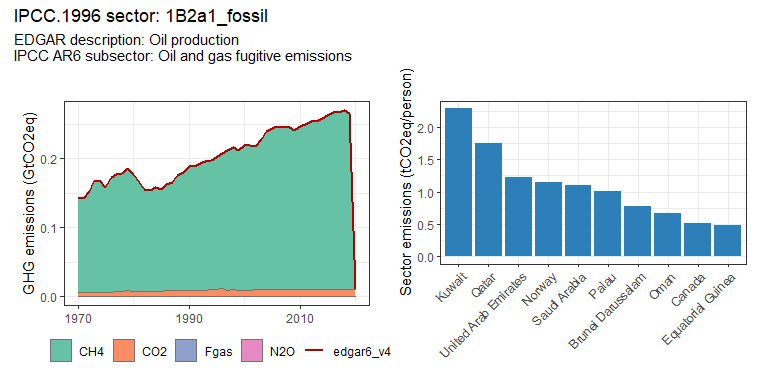 IPCC.1996 sector: 1B2a1_fossil
EDGAR description: Oil production
IPCC AR6 subsector: Oil and gas fugitive emissions
GHG emissions (GtCO2eq)
0.2
0.1
0.0
1970
1990
2010
CH4
CO2
Fgas
N2O
edgar6_v4
Sector emissions (tCO2eq/person)
2.0
1.5
1.0
0.5
0.0
Kuwait
Qatar
United Arab Emirates
Norway
Saudi Arabia
Palau
Brunei Darussalam
Oman
Canada
Equatorial Guinea